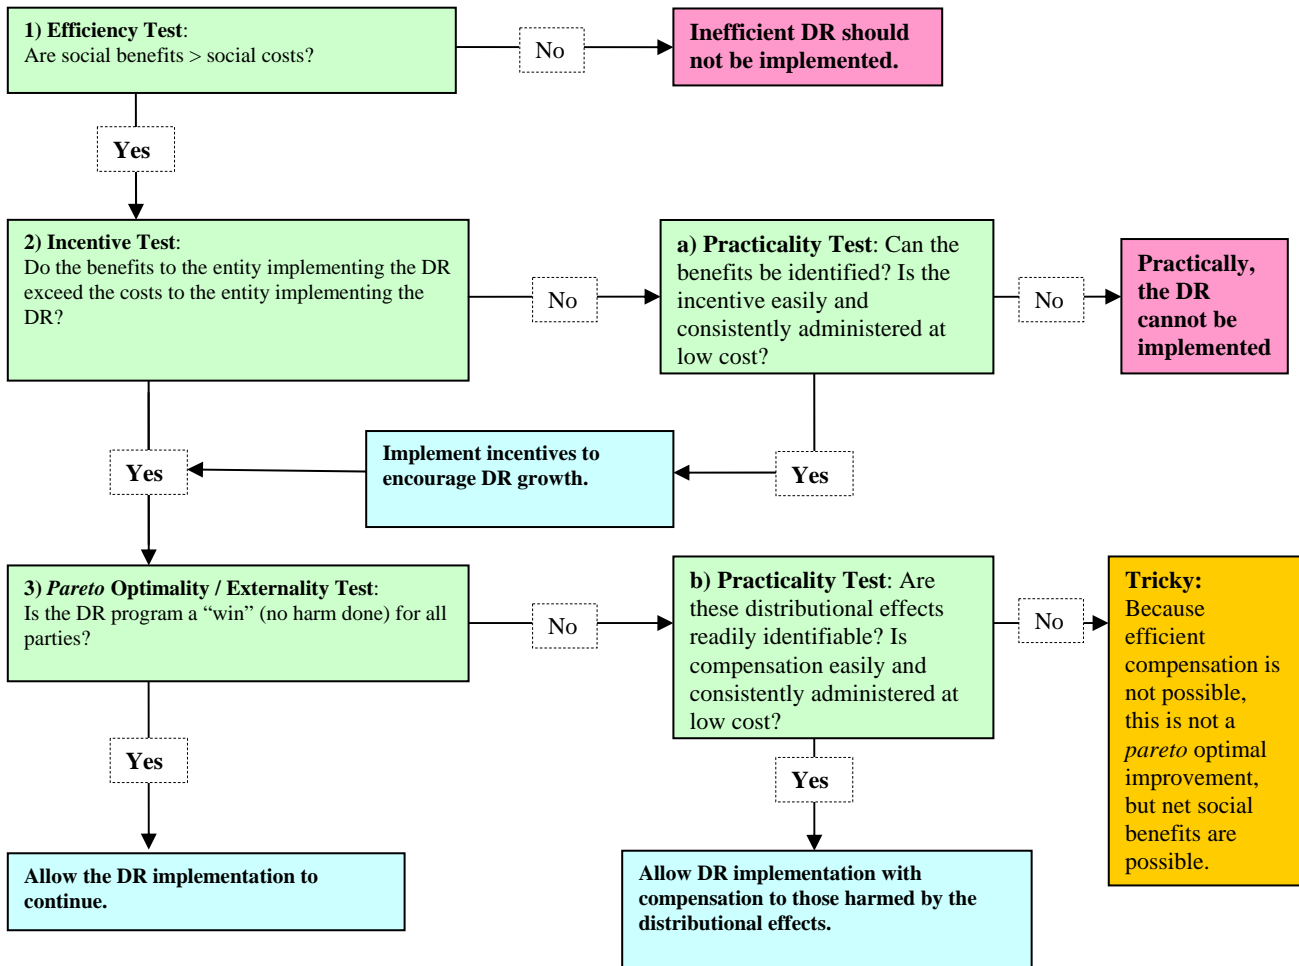 1) Efficiency Test:
Are social benefits > social costs?
No
Inefficient DR should
not be implemented.
Yes
2) Incentive Test:
Do the benefits to the entity implementing the DR
exceed the costs to the entity implementing the
DR?
No
a) Practicality Test: Can the
benefits be identified? Is the
incentive easily and
consistently administered at
low cost?
No
Practically,
the DR
cannot be
implemented
Yes
Implement incentives to
encourage DR growth.
Yes
3) Pareto Optimality / Externality Test:
Is the DR program a “win” (no harm done) for all
parties?
No
b) Practicality Test: Are
these distributional effects
readily identifiable? Is
compensation easily and
consistently administered at
low cost?
No
Tricky:
Because
efficient
compensation is
not possible,
this is not a
pareto optimal
improvement,
but net social
benefits are
possible.
Yes
Yes
Allow the DR implementation to
continue.
Allow DR implementation with
compensation to those harmed by the
distributional effects.